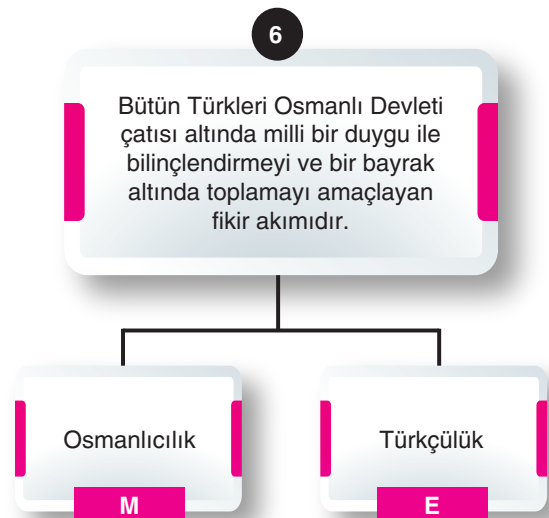 6
Bütün Türkleri Osmanlı Devleti
çatısı altında milli bir duygu ile
bilinçlendirmeyi ve bir bayrak
altında toplamayı amaçlayan
fikir akımıdır.
Osmanlıcılık
Türkçülük
M
E